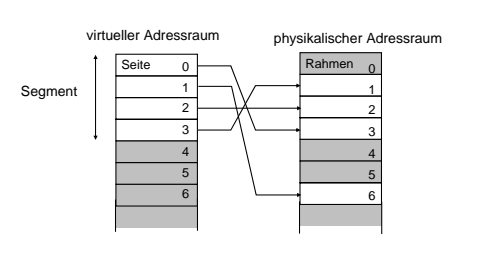 virtueller Adressraum
physikalischer Adressraum
Segment
Seite 0
1
2
3
4
5
6
Rahmen 0
1
2
3
4
5
6